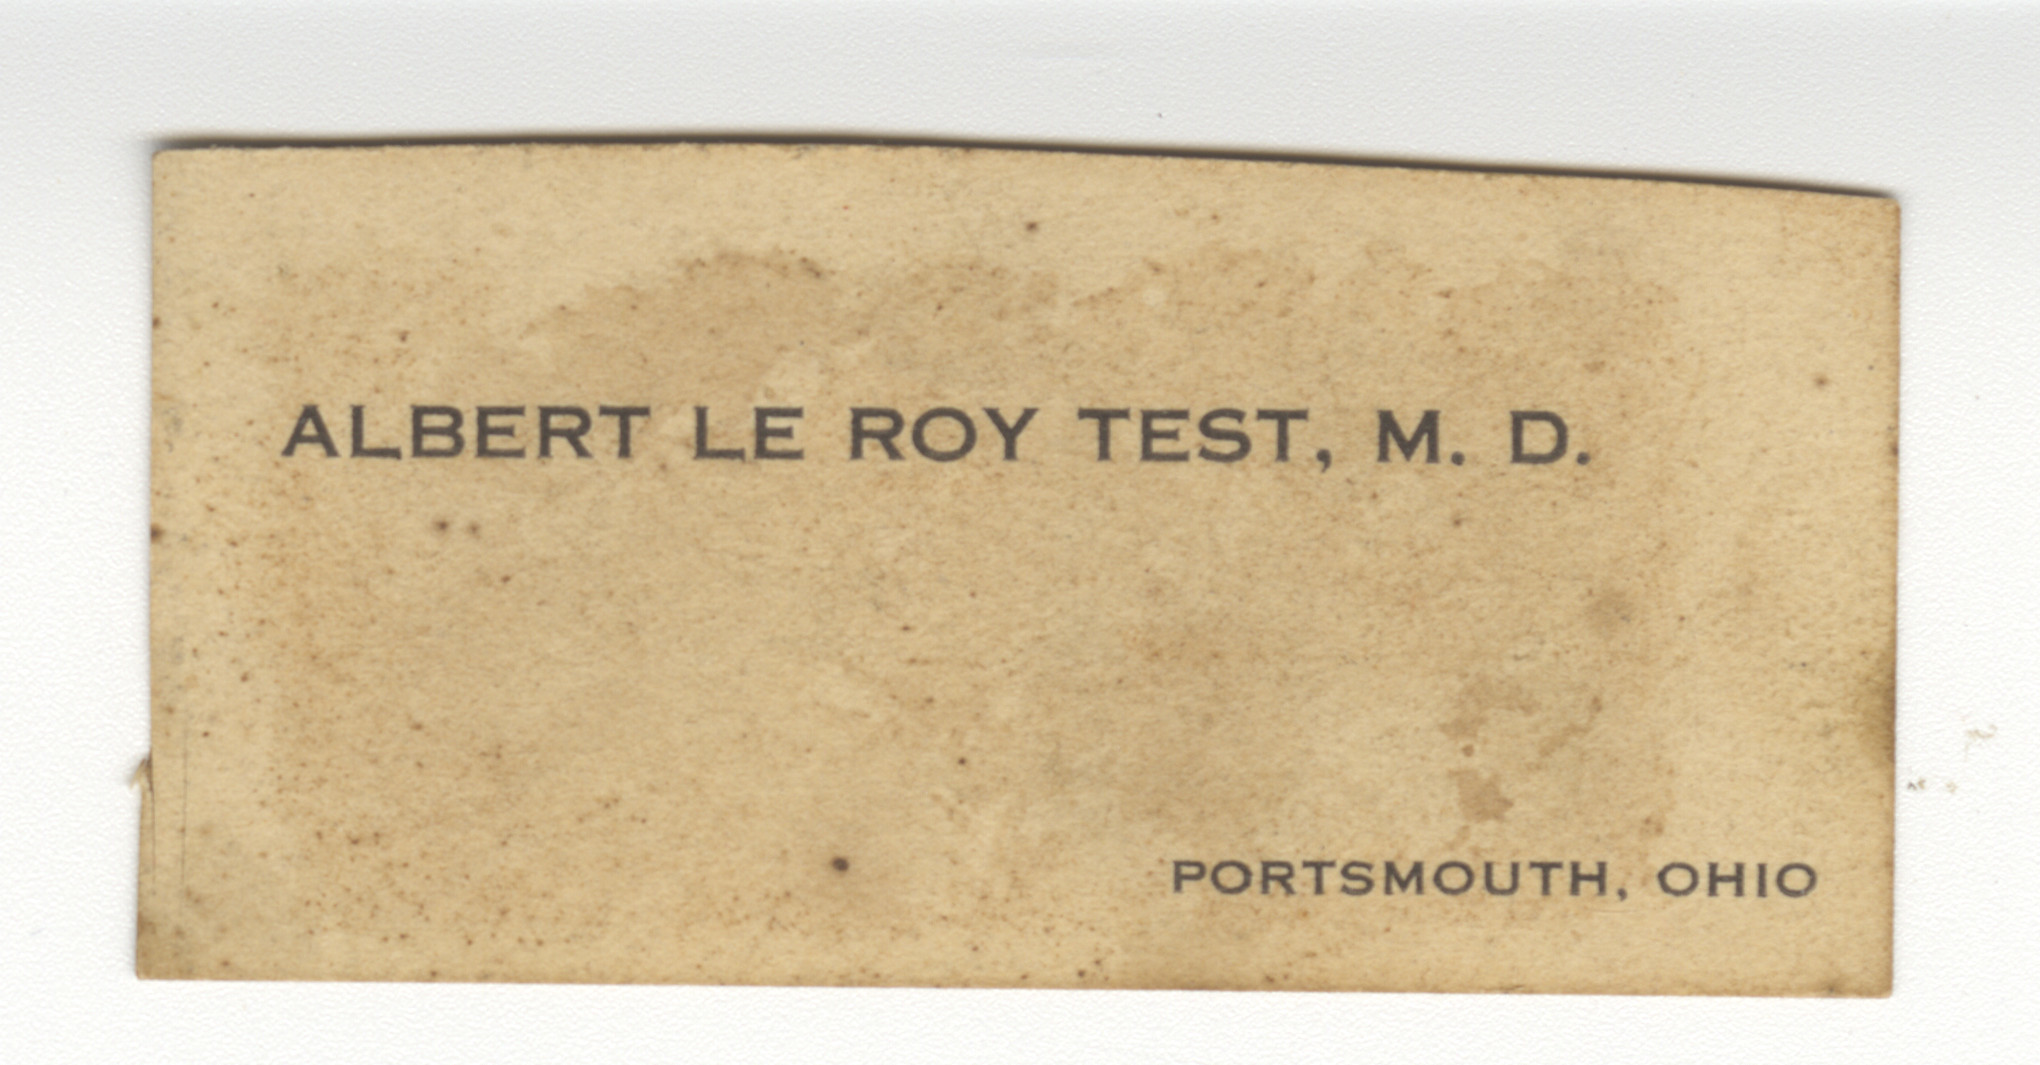 ALBERT LE ROY TEST, M. D.
PORTSMOUTH, OHIO